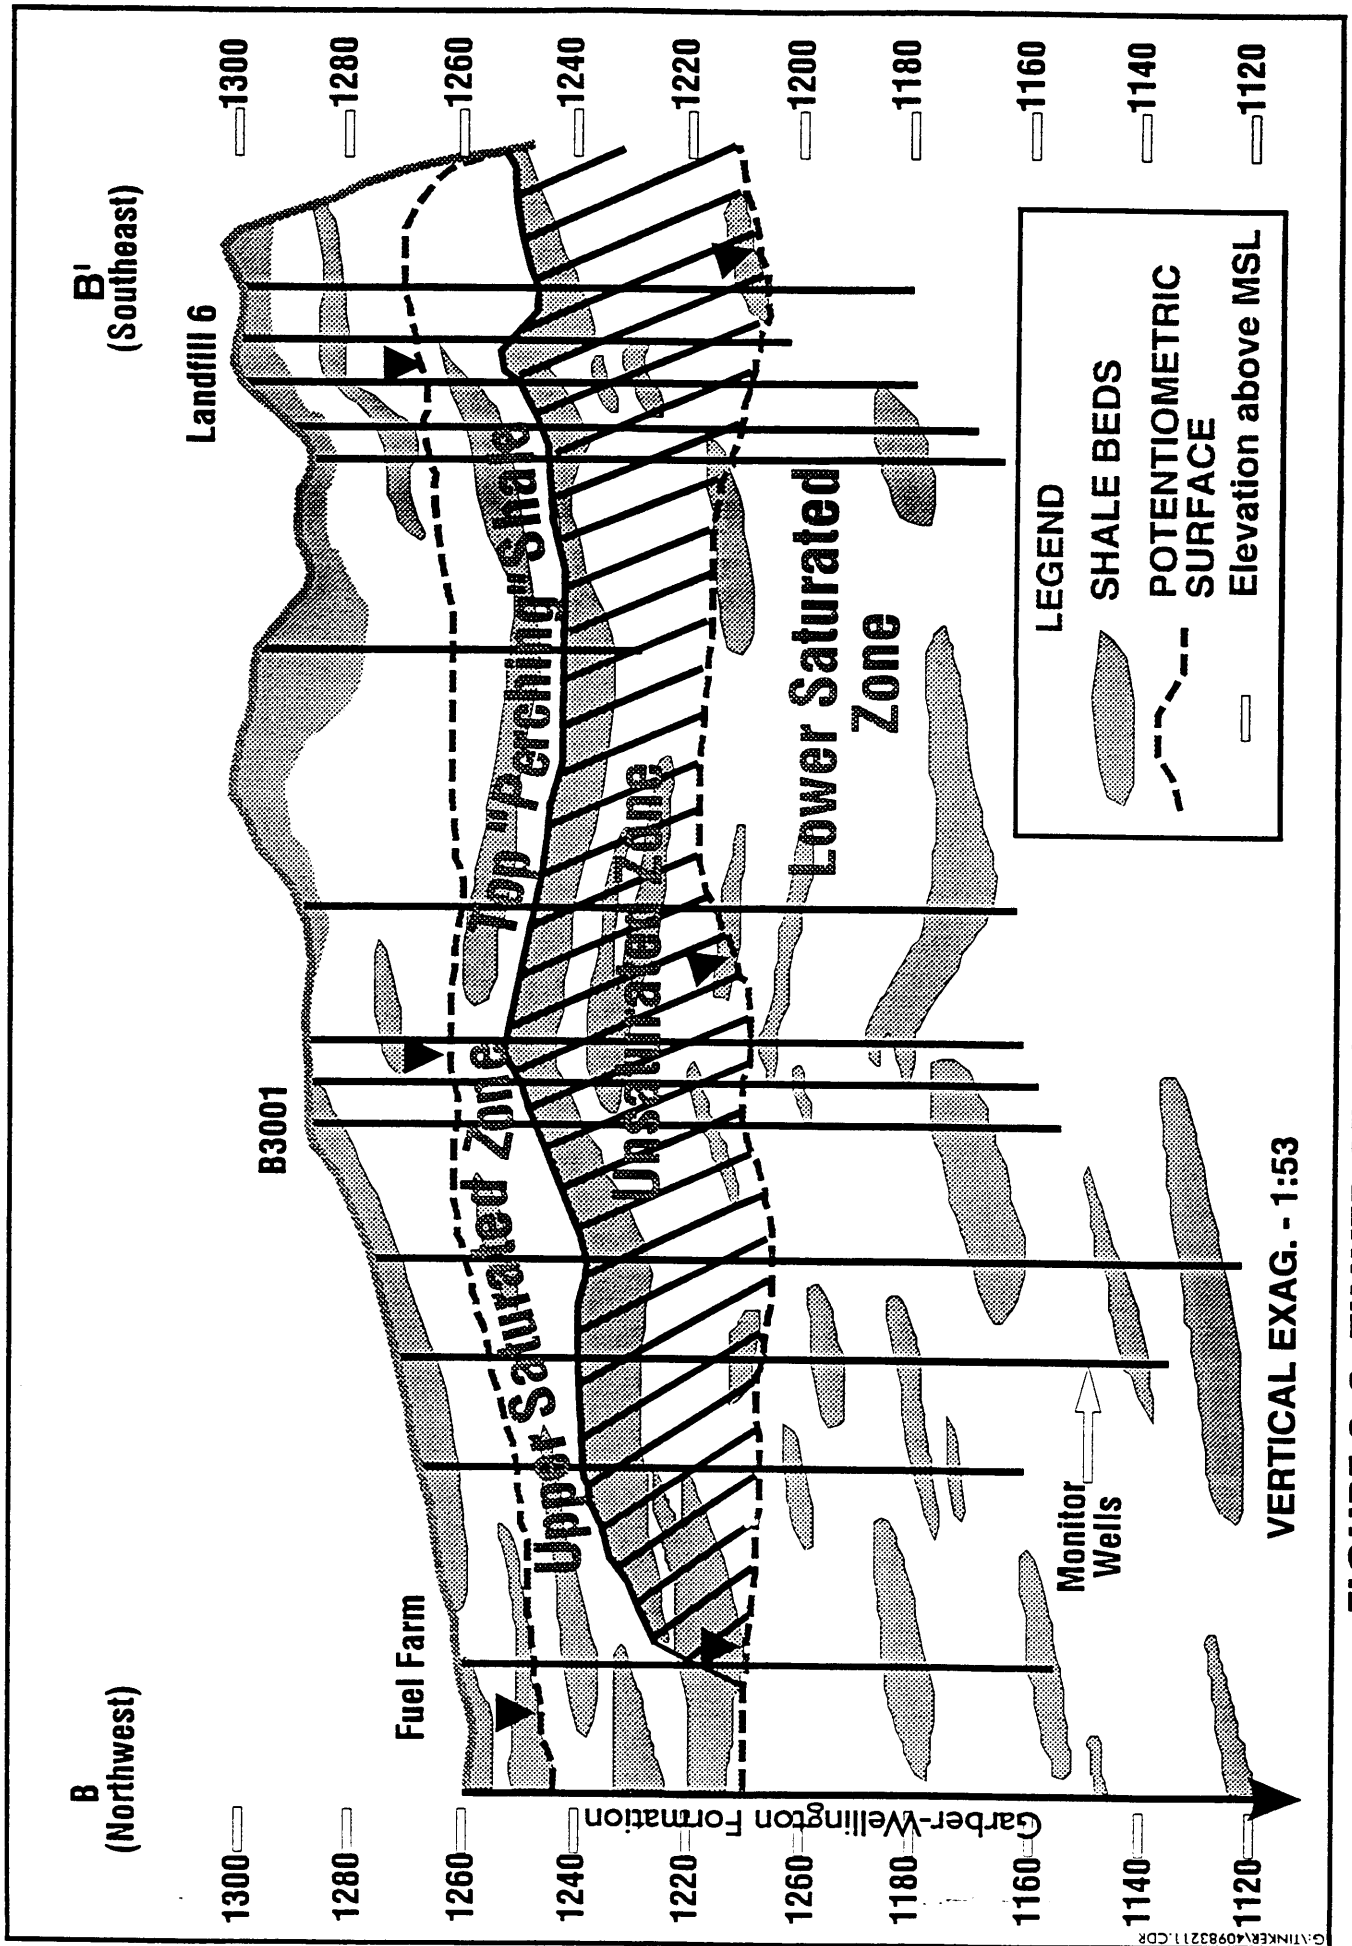 B
(Northwest)
B'
(Southeast)
Fuel Farm
B3001
Landfill 6
1300
1280
1260
1240
1220
1260
1180
1160
1140
1120
1300
1280
1260
1240
1220
1200
1180
1160
1140
1120
Upper Saturated Zone
Top "Perching" Shale
Unsaturated Zone
Lower Saturated
Zone
Garber-Wellington Formation
Monitor
Wells
LEGEND
SHALE BEDS
POTENTIOMETRIC
SURFACE
Elevation above MSL
VERTICAL EXAG. - 1:53
G:\TINKER\40983211.CDR